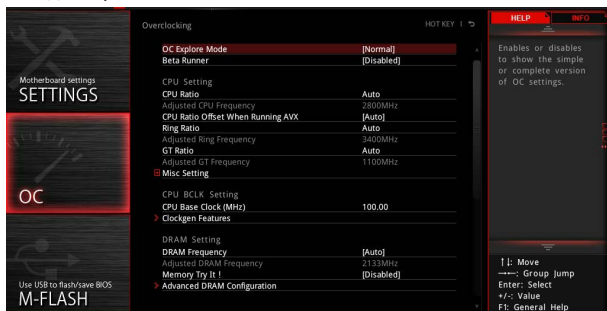 Overclocking
HOT KEY |
HELP
INFO
Motherboard settings
SETTINGS
OC
Use USB to flash/save BIOS
M-FLASH
OC Explore Mode [Normal]
Beta Runner [Disabled]
CPU Setting
CPU Ratio Auto
Adjusted CPU Frequency 2800MHz
CPU Ratio Offset When Running AVX [Auto]
Ring Ratio Auto
Adjusted Ring Frequency 3400MHz
GT Ratio Auto
Adjusted GT Frequency 1100MHz
Misc Setting
CPU BCLK Setting
CPU Base Clock (MHz) 100.00
Clockgen Features
DRAM Setting
DRAM Frequency [Auto]
Adjusted DRAM Frequency 2133MHz
Memory Try It ! [Disabled]
Advanced DRAM Configuration
Enables or disables
to show the simple
or complete version
of OC settings.
↑↓: Move
→←: Group Jump
Enter: Select
+/-: Value
F1: General Help